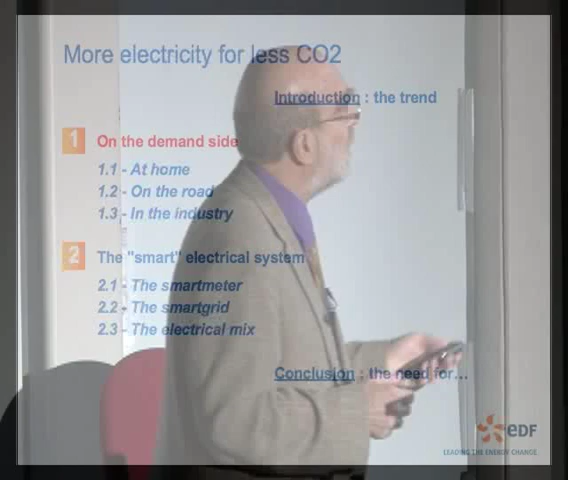 More electricity for less CO2
Introduction : the trend
1 On the demand side
1.1 - At home
1.2 - On the road
1.3 - In the industry
2 The "smart" electrical system
2.1 - The smartmeter
2.2 - The smartgrid
2.3 - The electrical mix
Conclusion : the need for...
eDF
LEADING THE ENERGY CHANGE